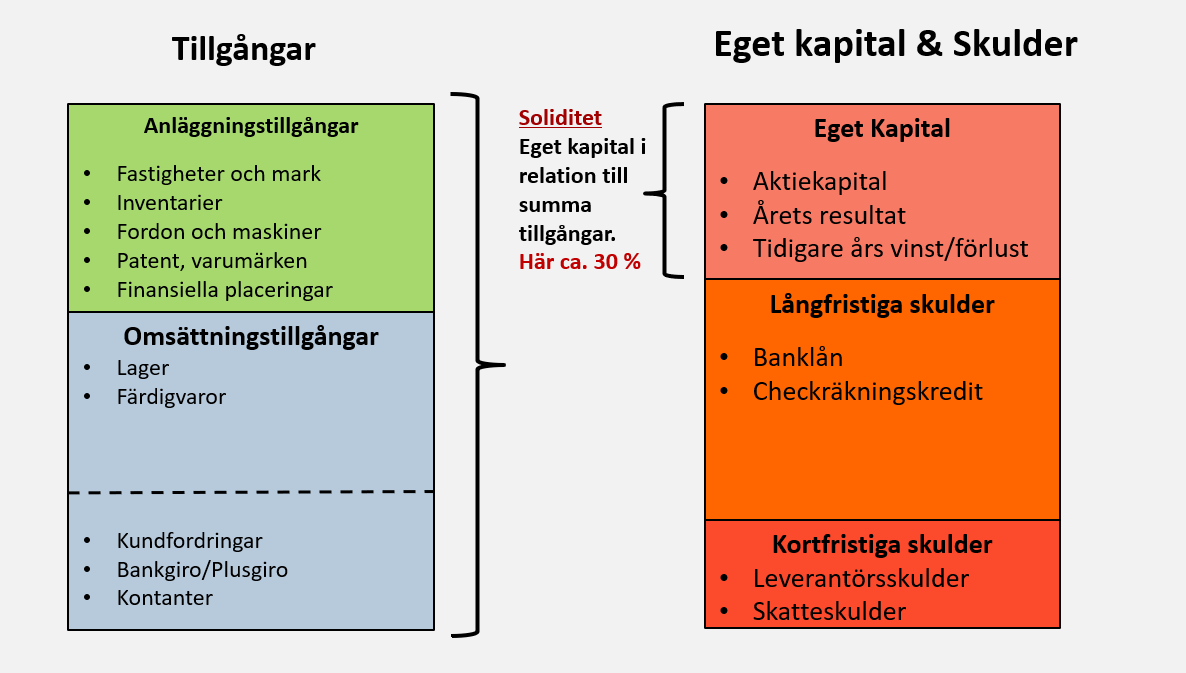 Tillgångar
Anläggningstillgångar
• Fastigheter och mark
• Inventarier
• Fordon och maskiner
• Patent, varumärken
• Finansiella placeringar
Omsättningstillgångar
• Lager
• Färdigvaror
• Kundfordringar
• Bankgiro/Plusgiro
• Kontanter
Soliditet
Eget kapital i
relation till
summa
tillgångar.
Här ca. 30 %
Eget kapital & Skulder
Eget Kapital
• Aktiekapital
• Årets resultat
• Tidigare års vinst/förlust
Långfristiga skulder
• Banklån
• Checkräkningskredit
Kortfristiga skulder
• Leverantörsskulder
• Skatteskulder